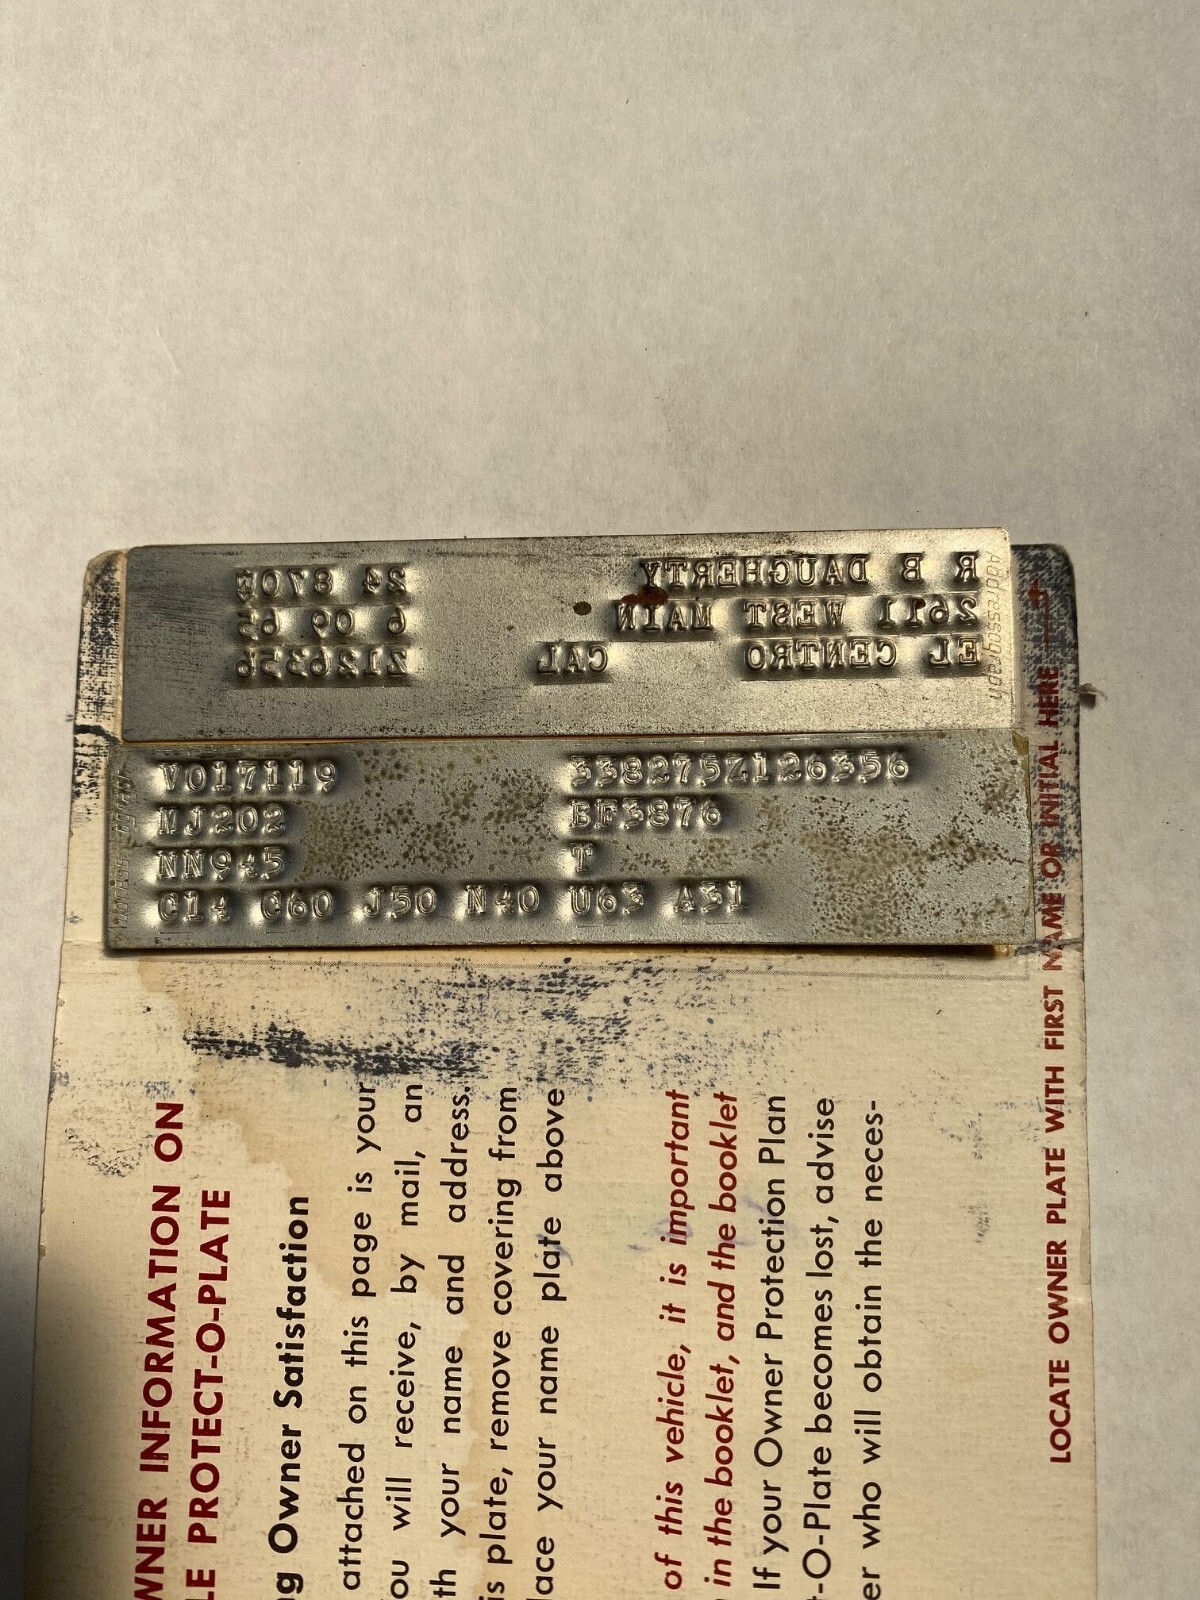 R B DAUGHERTY
2611 WEST MAIN
EL CENTRO CAL
24
6 09 65
Z126356
Addressograph
V017119 338275Z126356
MJ202
NN945 T
C14 C60 J50 N40 U63 A31
WNER INFORMATION ON
LE PROTECT-O-PLATE
ng Owner Satisfaction
attached on this page is your
ou will receive, by mail, an
th your name and address.
is plate, remove covering from
lace your name plate above
of this vehicle, it is important
in the booklet, and the booklet
If your Owner Protection Plan
t-O-Plate becomes lost, advise
er who will obtain the neces-
LOCATE OWNER PLATE WITH FIRST NAME OR INITIAL HERE